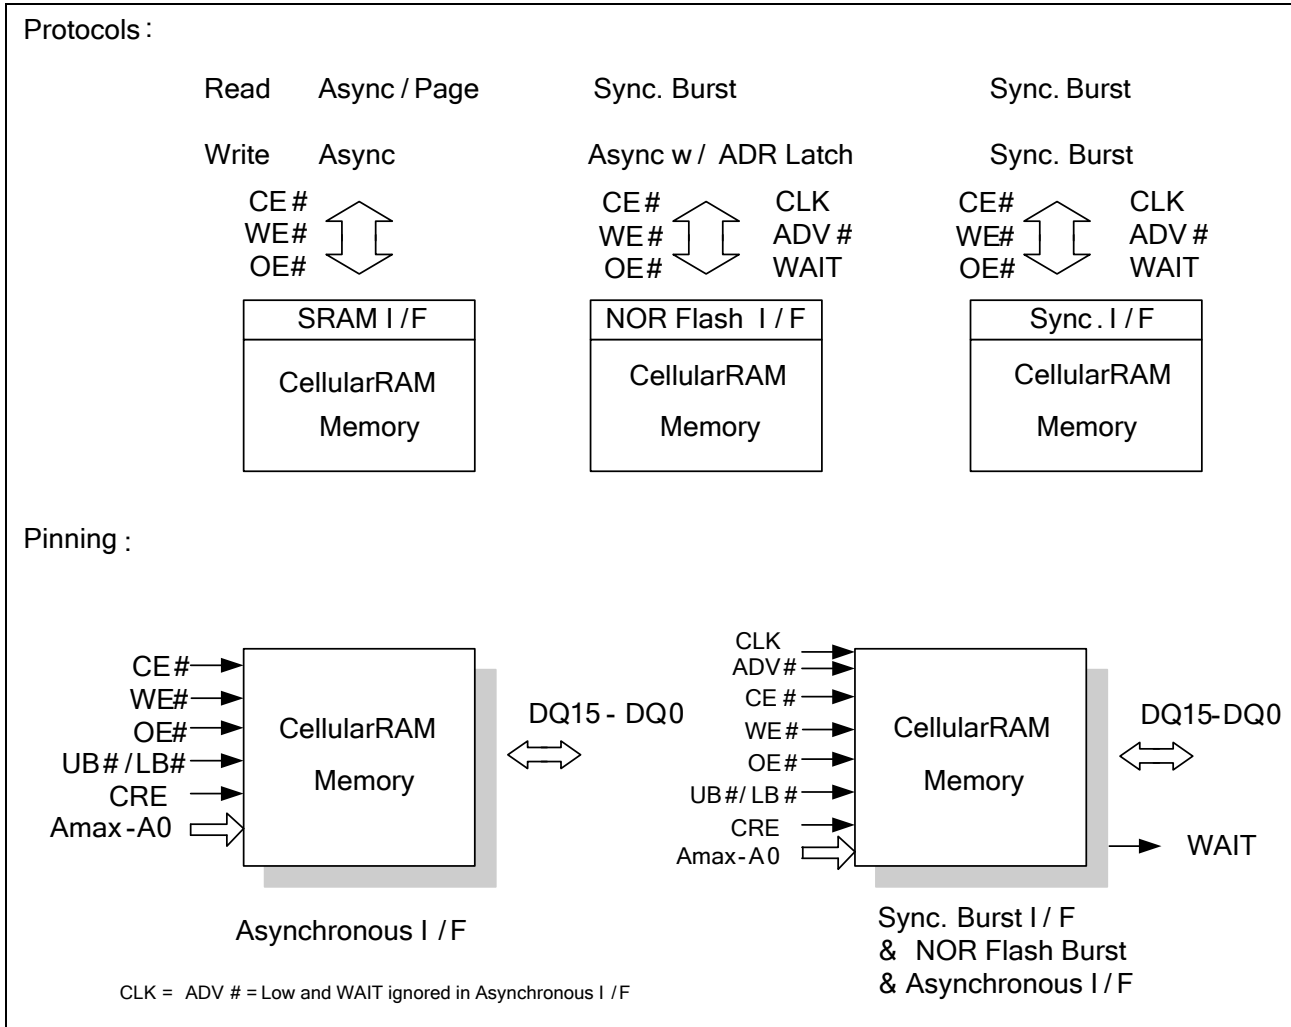 Protocols :
Read Async / Page Sync. Burst Sync. Burst
Write Async Async w / ADR Latch Sync. Burst
CE # CE # CLK CE# CLK
WE# WE # ADV # WE# ADV #
OE# OE# WAIT OE# WAIT
SRAM I / F NOR Flash I / F Sync . I / F
CellularRAM CellularRAM CellularRAM
Memory Memory Memory
Pinning :
CE #
WE#
OE#
UB # / LB#
CRE
Amax - A0
CellularRAM
Memory
DQ15 - DQ0
Asynchronous I / F
CLK = ADV # = Low and WAIT ignored in Asynchronous I / F
CLK
ADV #
CE #
WE #
OE #
UB #/ LB #
CRE
Amax - A0
CellularRAM
Memory
DQ15-DQ0
WAIT
Sync. Burst I / F
& NOR Flash Burst
& Asynchronous I / F